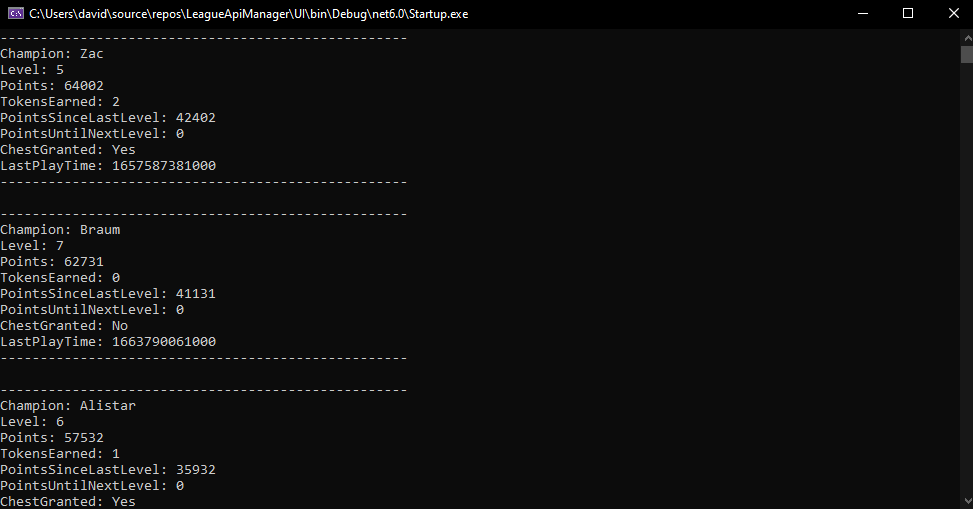 C:\Users\david\source\repos\LeagueApiManager\UI\bin\Debug\net6.0\Startup.exe
---------------------------------------------------
Champion: Zac
Level: 5
Points: 64002
TokensEarned: 2
PointsSinceLastLevel: 42402
PointsUntilNextLevel: 0
ChestGranted: Yes
LastPlayTime: 1657587381000
---------------------------------------------------
---------------------------------------------------
Champion: Braum
Level: 7
Points: 62731
TokensEarned: 0
PointsSinceLastLevel: 41131
PointsUntilNextLevel: 0
ChestGranted: No
LastPlayTime: 1663790061000
---------------------------------------------------
---------------------------------------------------
Champion: Alistar
Level: 6
Points: 57532
TokensEarned: 1
PointsSinceLastLevel: 35932
PointsUntilNextLevel: 0
ChestGranted: Yes